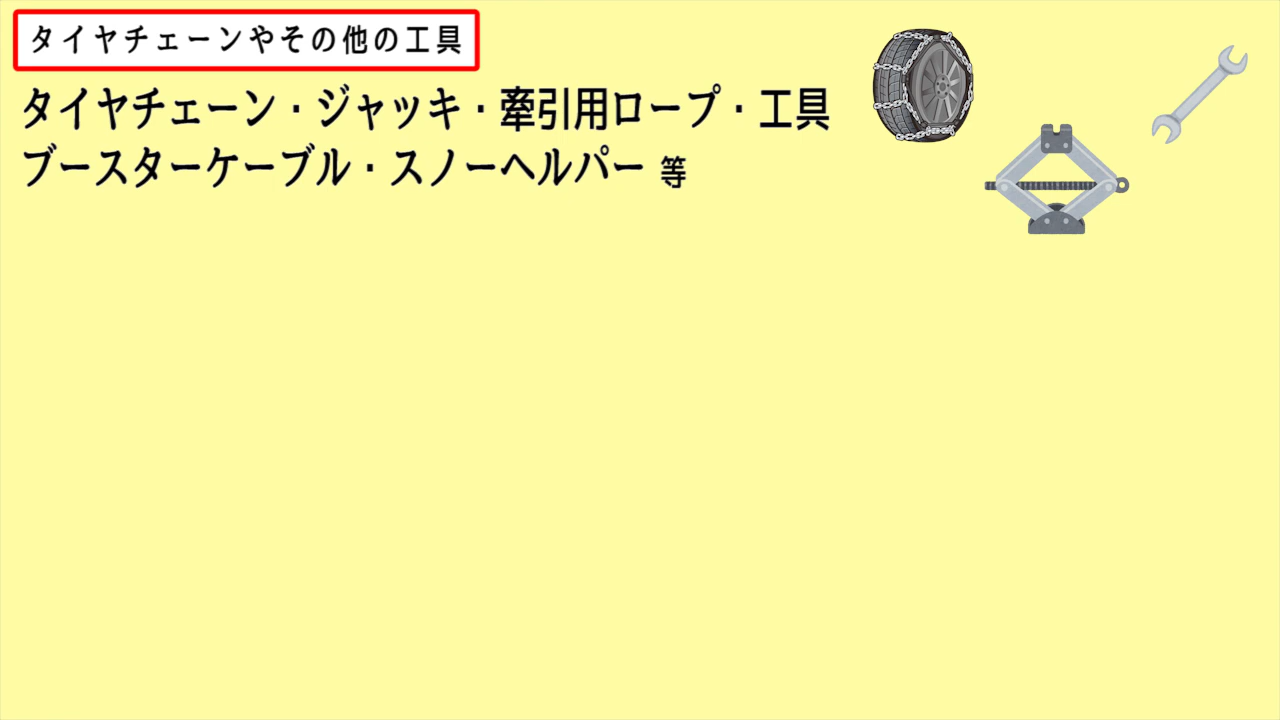 タイヤチェーンやその他の工具
タイヤチェーン・ジャッキ・牽引用ロープ・工具
ブースターケーブル・スノーヘルパー 等